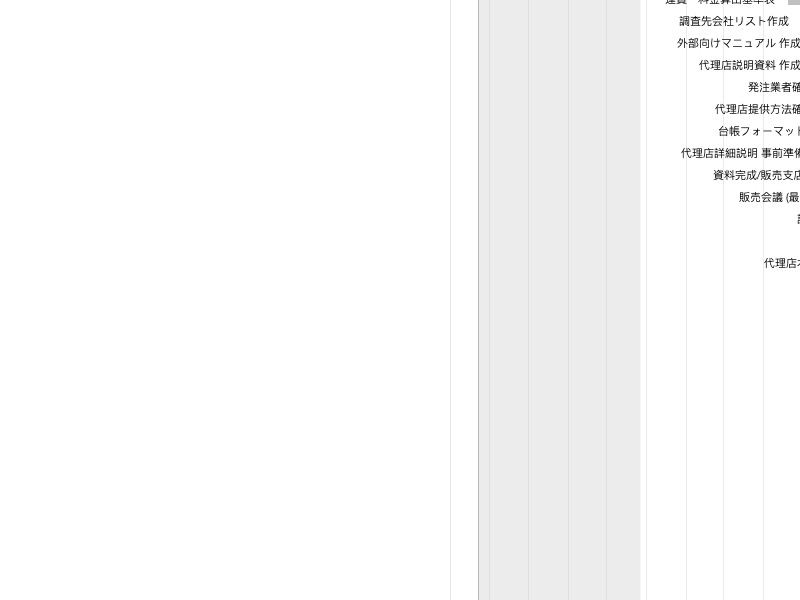 運賃・料金算出基準表
調査先会社リスト作成
外部向けマニュアル 作成
代理店説明資料 作成
発注業者確
代理店提供方法確
台帳フォーマット
代理店詳細説明 事前準備
資料完成/販売支店
販売会議 (最
代理店